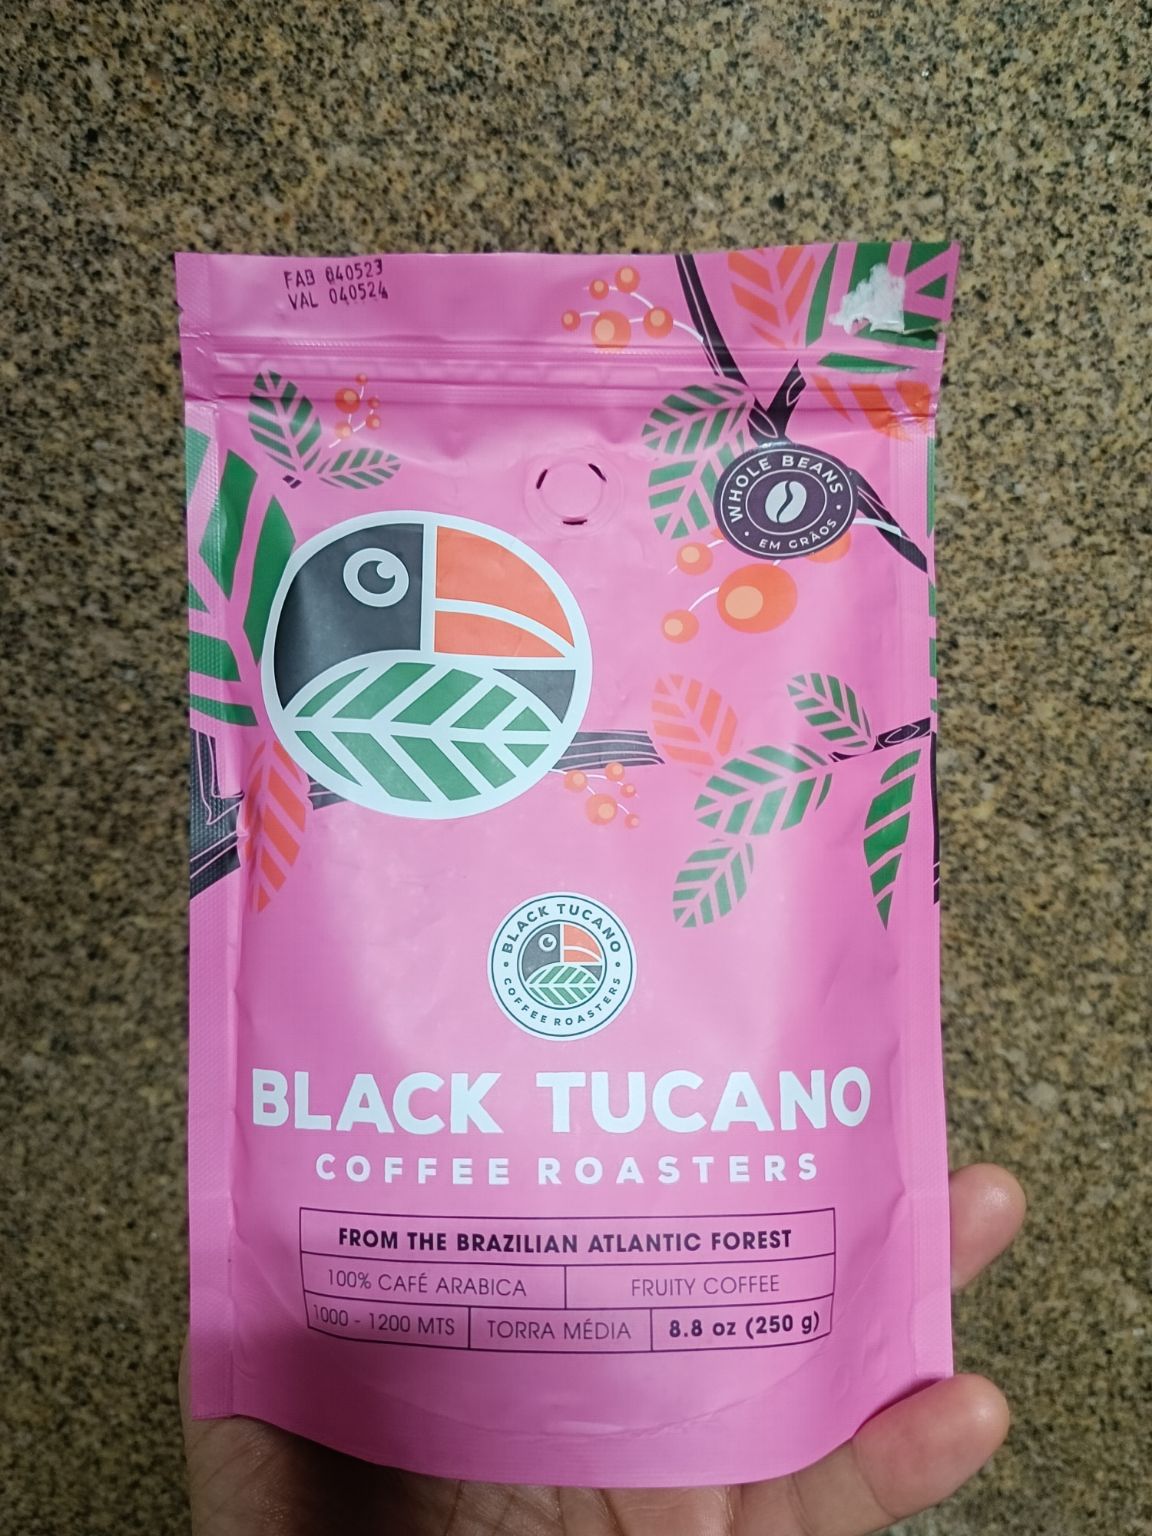 FAB 040523
VAL 040524
WHOLE BEANS
EM GRÃOS
BLACK TUCANO
COFFEE ROASTERS
BLACK TUCANO
COFFEE ROASTERS
FROM THE BRAZILIAN ATLANTIC FOREST
100% CAFÉ ARABICA
FRUITY COFFEE
1000 - 1200 MTS
TORRA MÉDIA
8.8 oz (250 g)